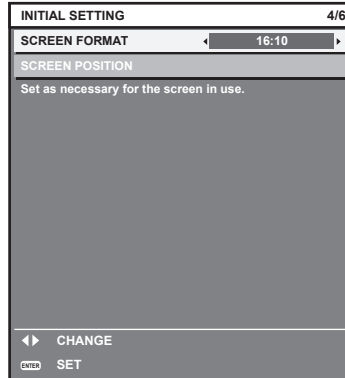 INITIAL SETTING 4/6
SCREEN FORMAT 16:10
SCREEN POSITION
Set as necessary for the screen in use.
CHANGE
ENTER SET